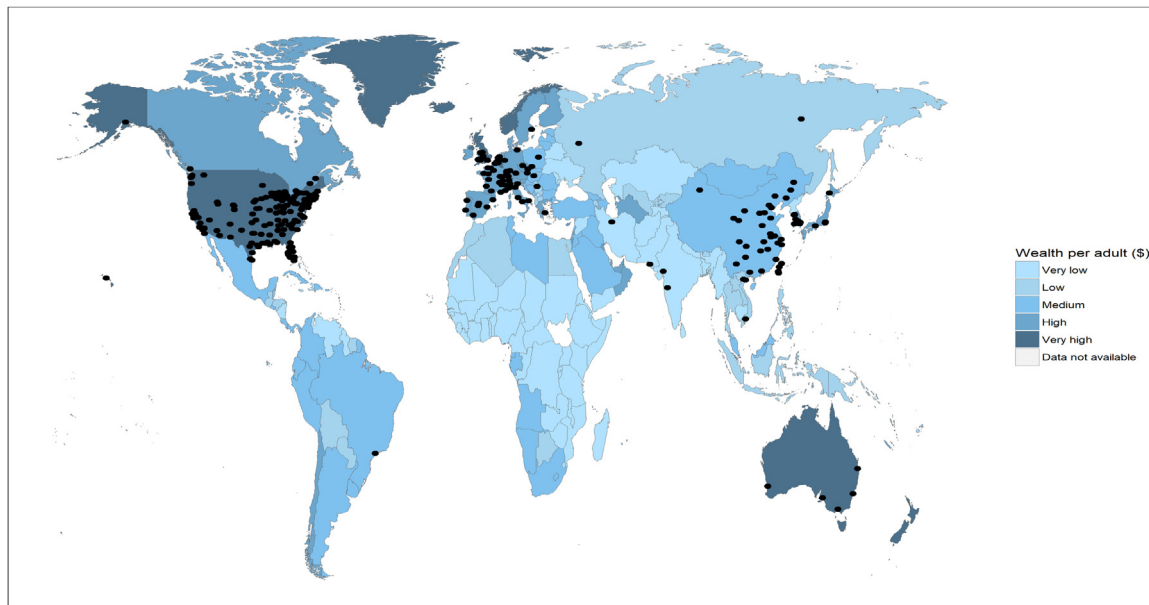 Wealth per adult ($)
Very low
Low
Medium
High
Very high
Data not available